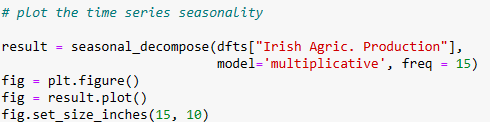 # plot the time series seasonality
result = seasonal_decompose(dfts["Irish Agric. Production"],
model='multiplicative', freq = 15)
fig = plt.figure()
fig = result.plot()
fig.set_size_inches(15, 10)